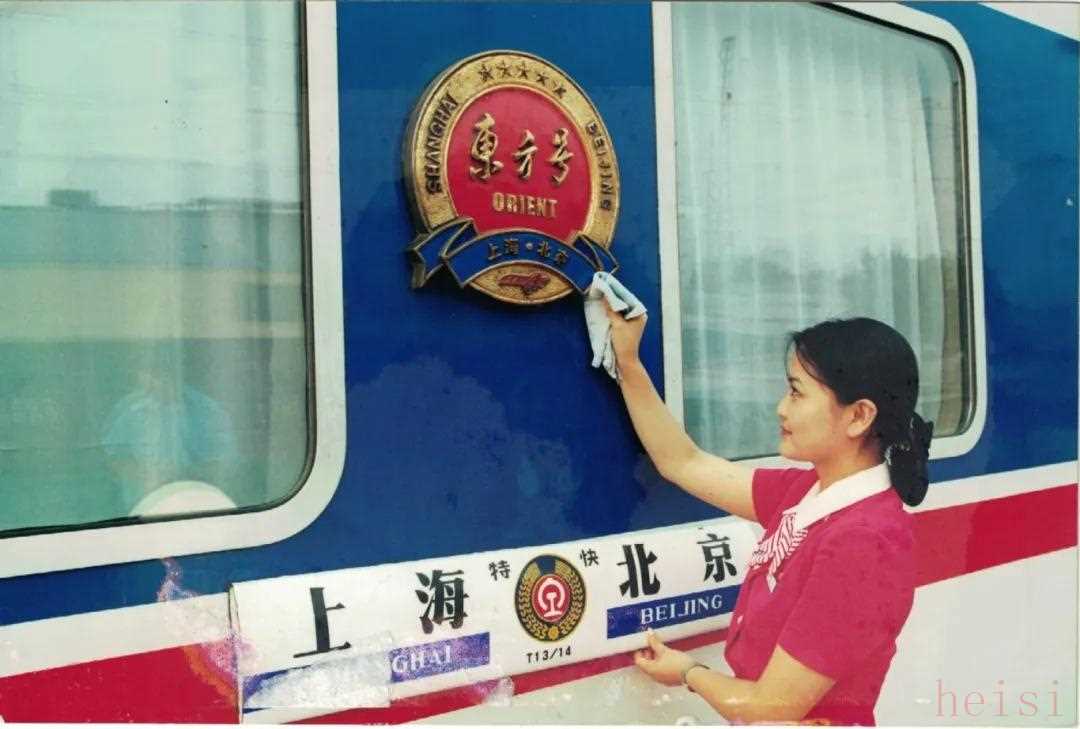 SHANGHAI
BEIJING
東方号
ORIENT
上海·北京
上海 特快 北京
GHAI
BEIJING
T13/14
heisi